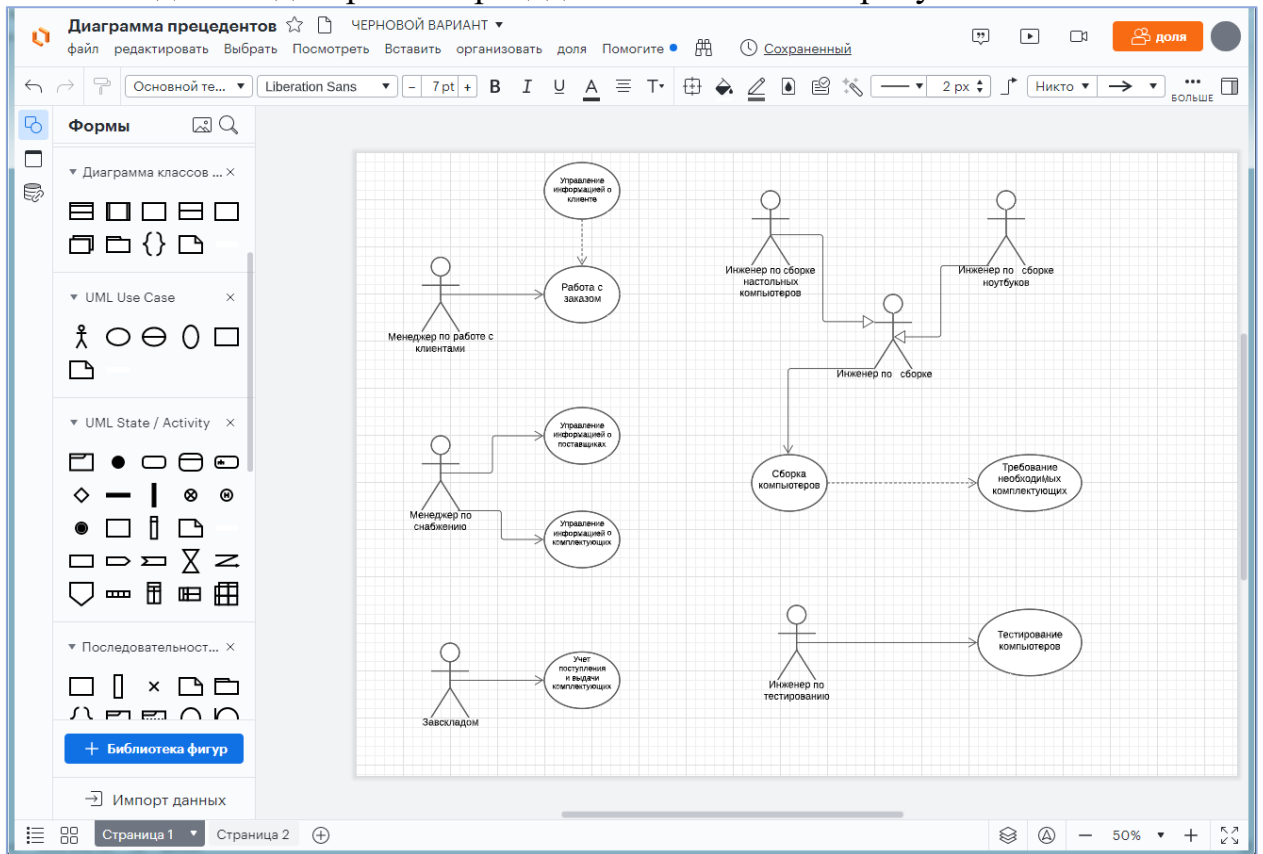 Диаграмма прецедентов
ЧЕРНОВОЙ ВАРИАНТ
файл редактировать Выбрать Посмотреть Вставить организовать доля Помогите
Сохраненный
доля
Основной те...
Liberation Sans
- 7 pt +
B I U A
T
2 px
Никто
БОЛЬШЕ
Формы
Диаграмма классов ...
UML Use Case
UML State / Activity
Последовательност...
+ Библиотека фигур
Импорт данных
Управление
информацией о
клиенте
Работа с
заказом
Менеджер по работе с
клиентами
Инженер по сборке
настольных
компьютеров
Инженер по сборке
ноутбуков
Инженер по сборке
Управление
информацией о
поставщиках
Менеджер по
снабжению
Управление
информацией о
комплектующих
Сборка
компьютеров
Требование
необходимых
комплектующих
Учет
поступления
и выдачи
комплектующих
Завскладом
Тестирование
компьютеров
Инженер по
тестированию
Страница 1
Страница 2
50%